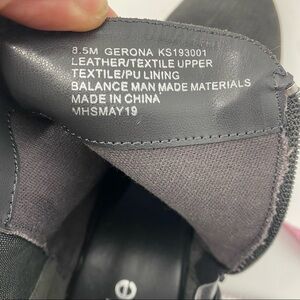 8.5M GERONA KS193001
LEATHER/TEXTILE UPPER
TEXTILE/PU LINING
BALANCE MAN MADE MATERIALS
MADE IN CHINA
MHSMAY19
e